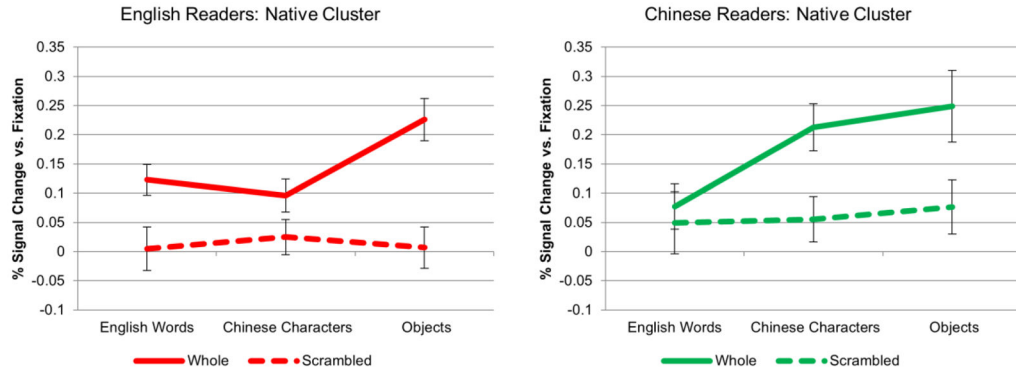 English Readers: Native Cluster
% Signal Change vs. Fixation
0.35
0.3
0.25
0.2
0.15
0.1
0.05
0
-0.05
-0.1
English Words
Chinese Characters
Objects
Whole
Scrambled
Chinese Readers: Native Cluster
% Signal Change vs. Fixation
0.35
0.3
0.25
0.2
0.15
0.1
0.05
0
-0.05
-0.1
English Words
Chinese Characters
Objects
Whole
Scrambled